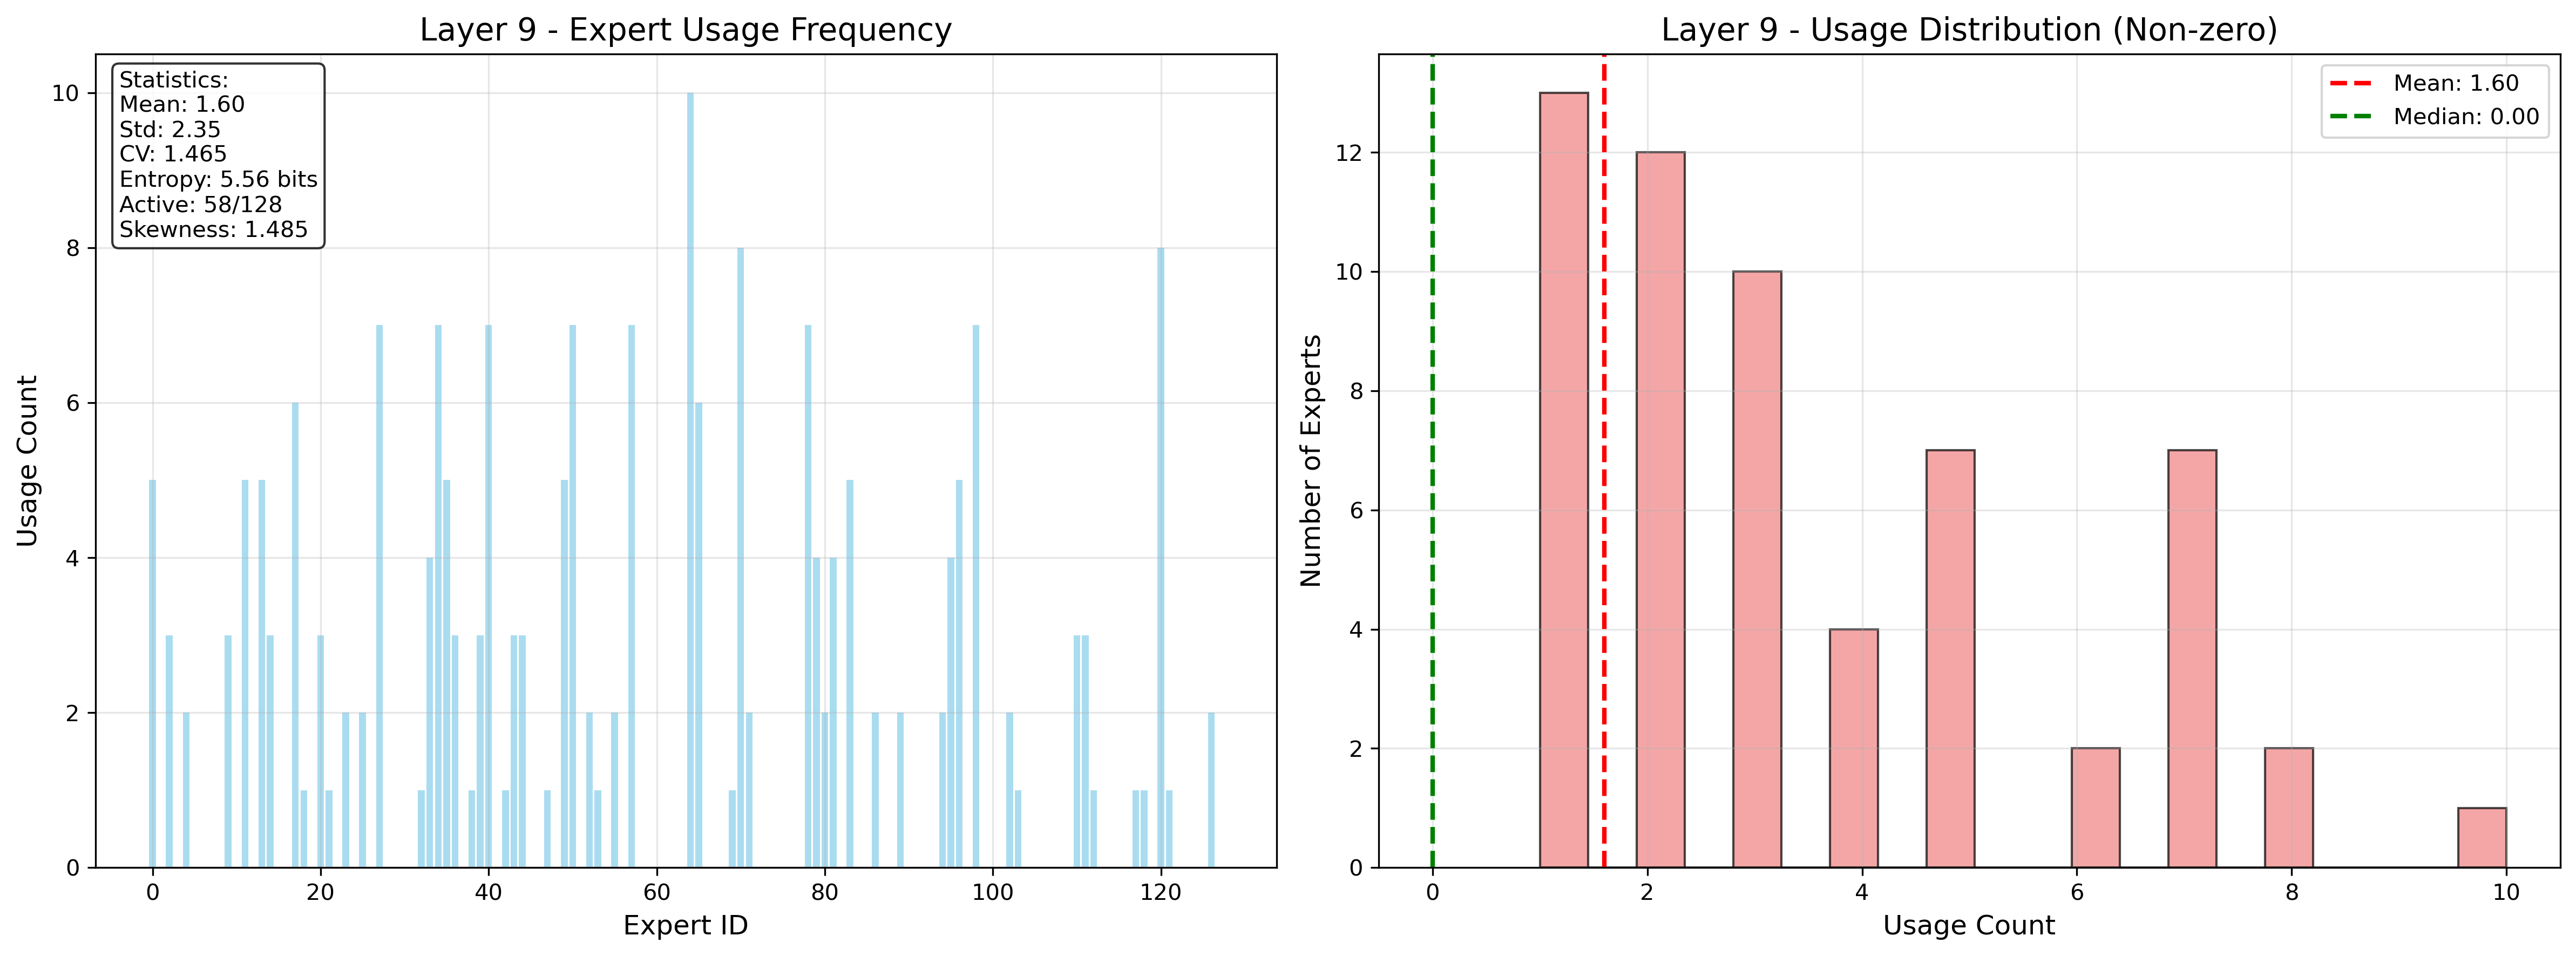 Layer 9 - Expert Usage Frequency
Statistics:
Mean: 1.60
Std: 2.35
CV: 1.465
Entropy: 5.56 bits
Active: 58/128
Skewness: 1.485
Usage Count
10
8
6
4
2
0
0 20 40 60 80 100 120
Expert ID
Layer 9 - Usage Distribution (Non-zero)
Mean: 1.60
Median: 0.00
Number of Experts
12
10
8
6
4
2
0
0 2 4 6 8 10
Usage Count